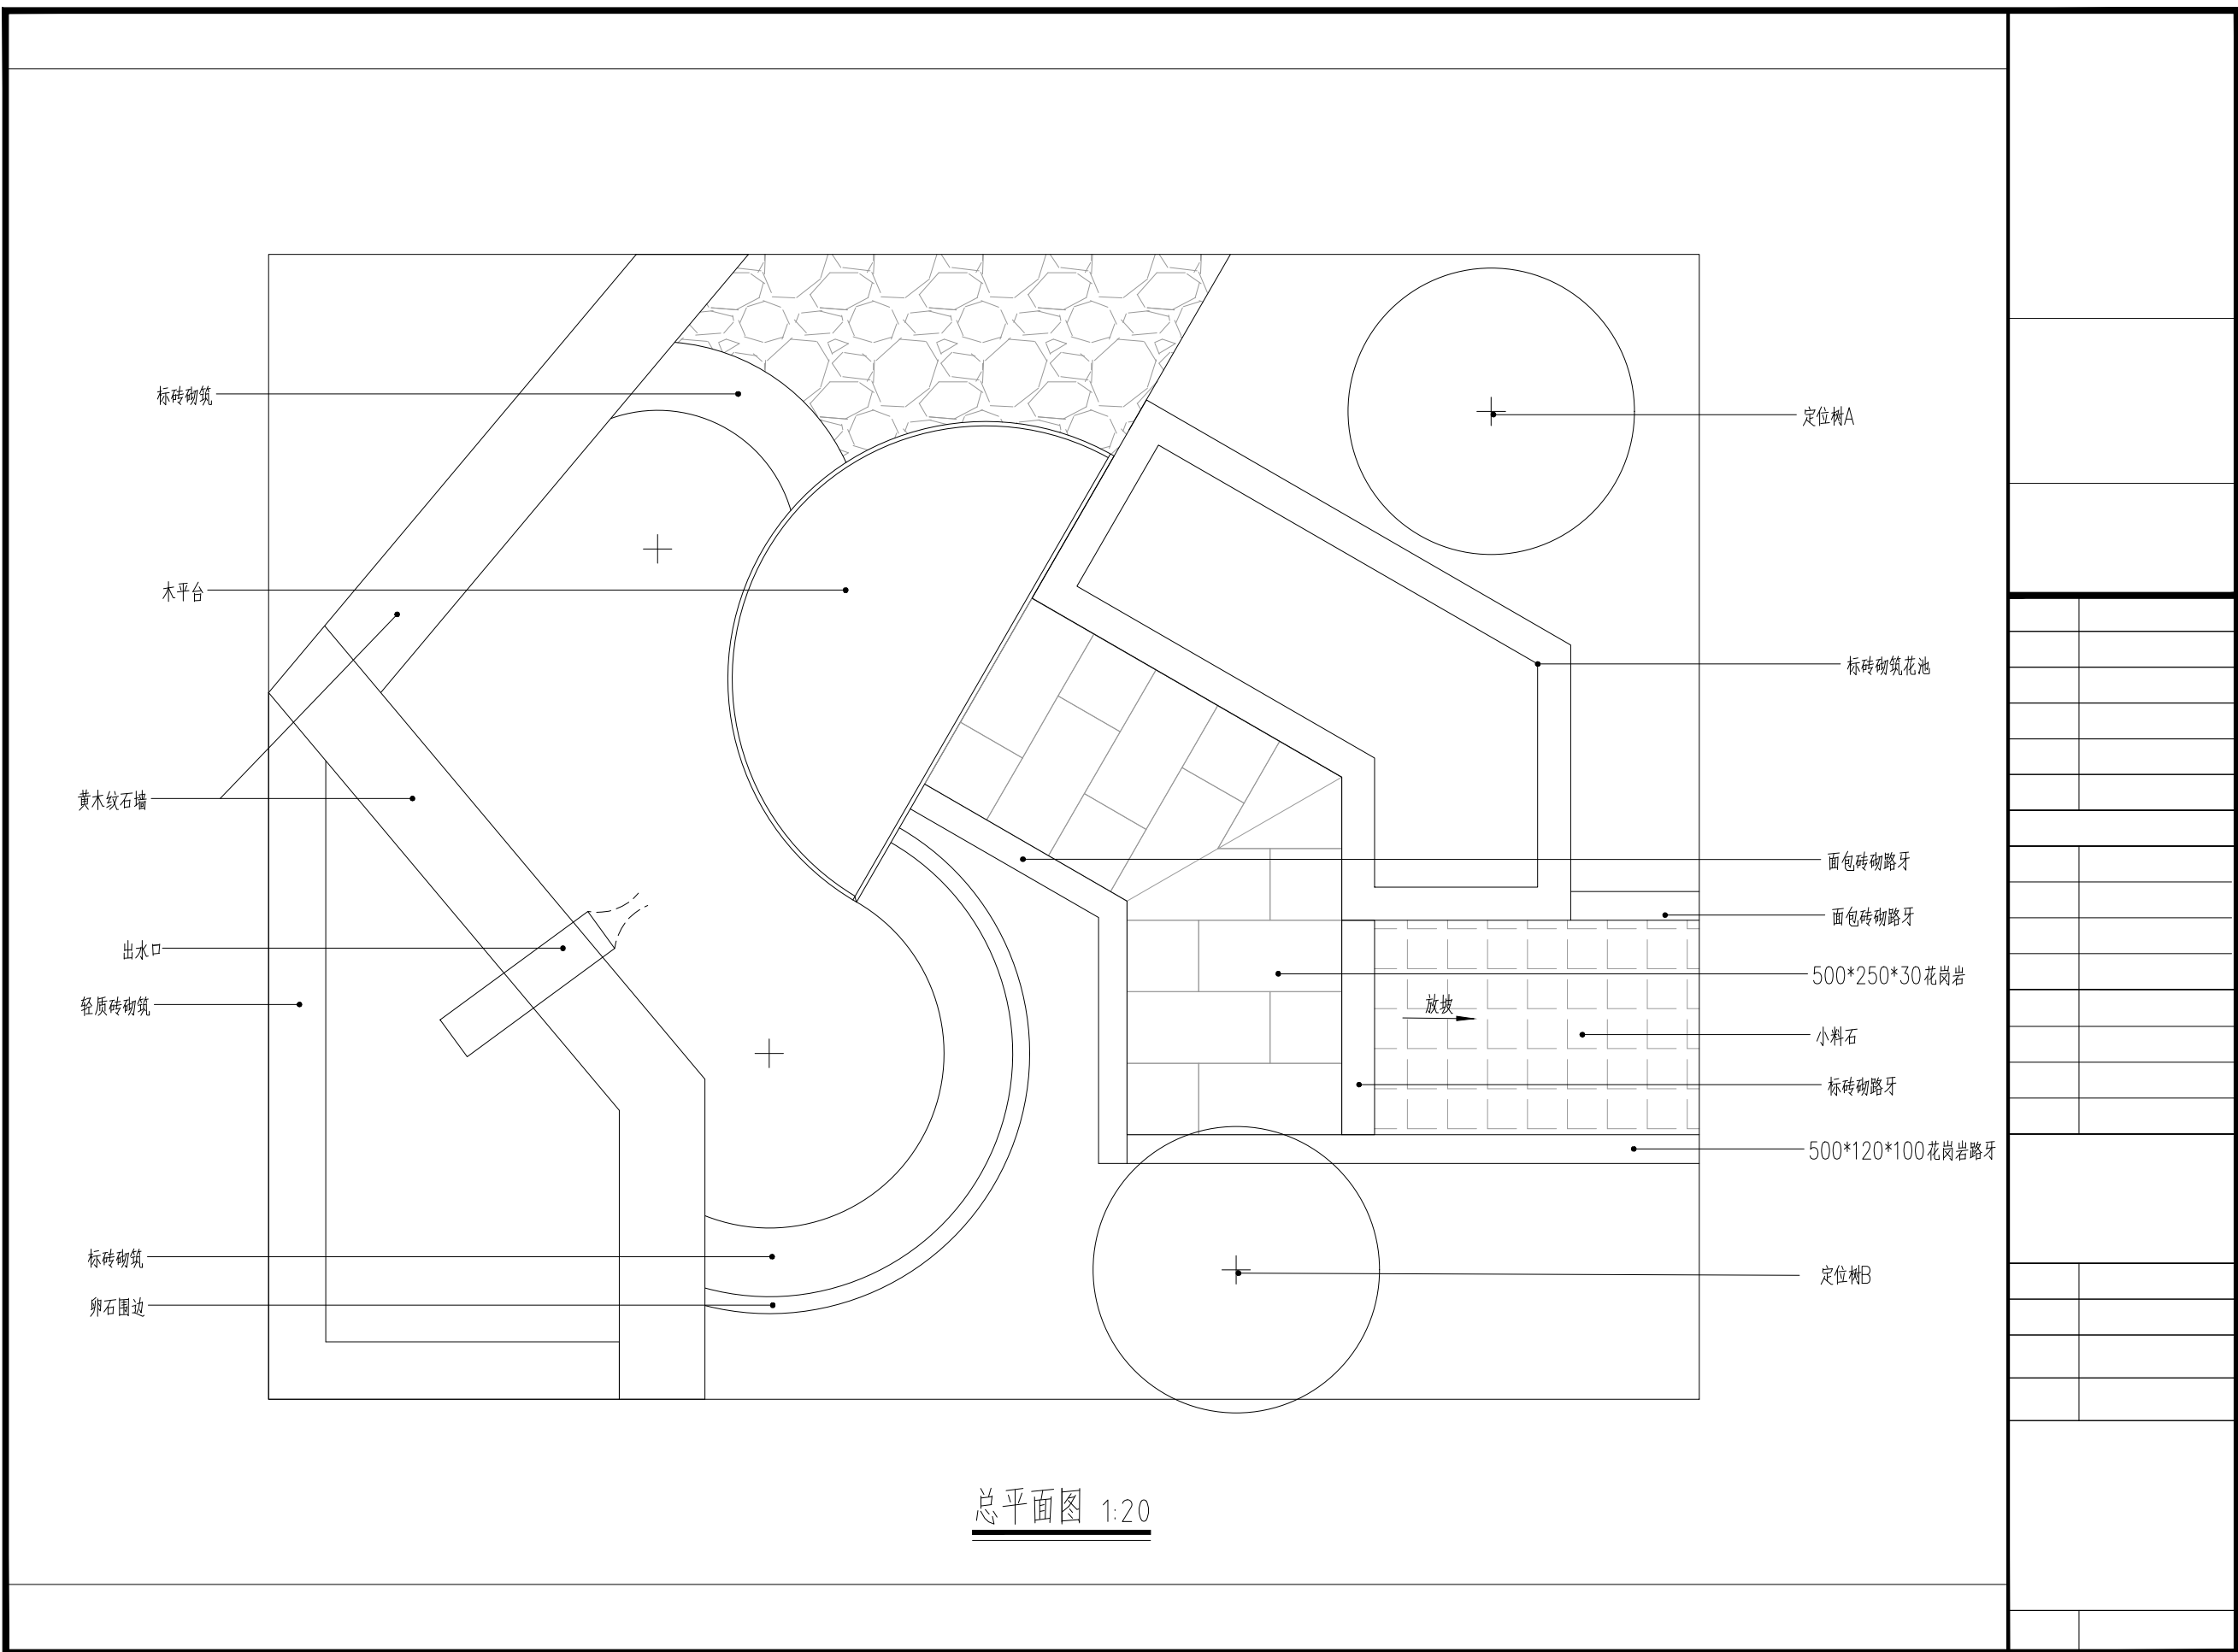 标砖砌筑
定位树A
木平台
标砖砌筑花池
黄木纹石墙
面包砖砌路牙
面包砖砌路牙
出水口
500*250*30花岗岩
轻质砖砌筑
放坡
小料石
标砖砌路牙
500*120*100花岗岩路牙
标砖砌筑
定位树B
卵石围边
总平面图 1:20